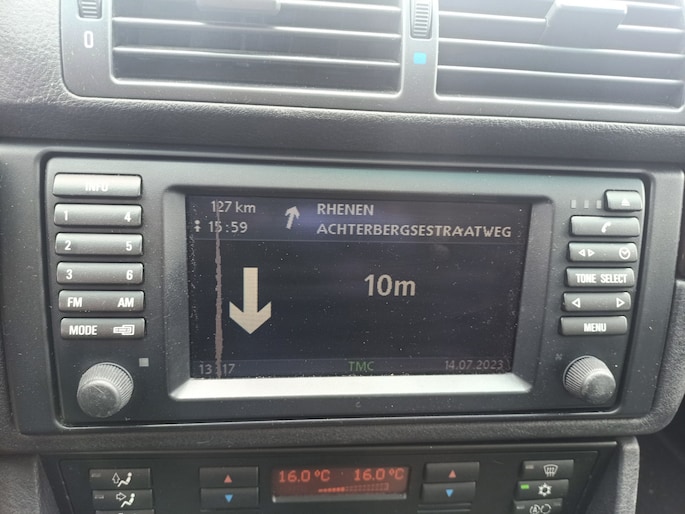 0
INFO
1 4
2 5
3 6
FM AM
MODE
127 km
15:59
RHENEN
ACHTERBERGSESTRAATWEG
10m
13:17
TMC
14.07.2023
TONE SELECT
MENU
16.0°C 16.0°C